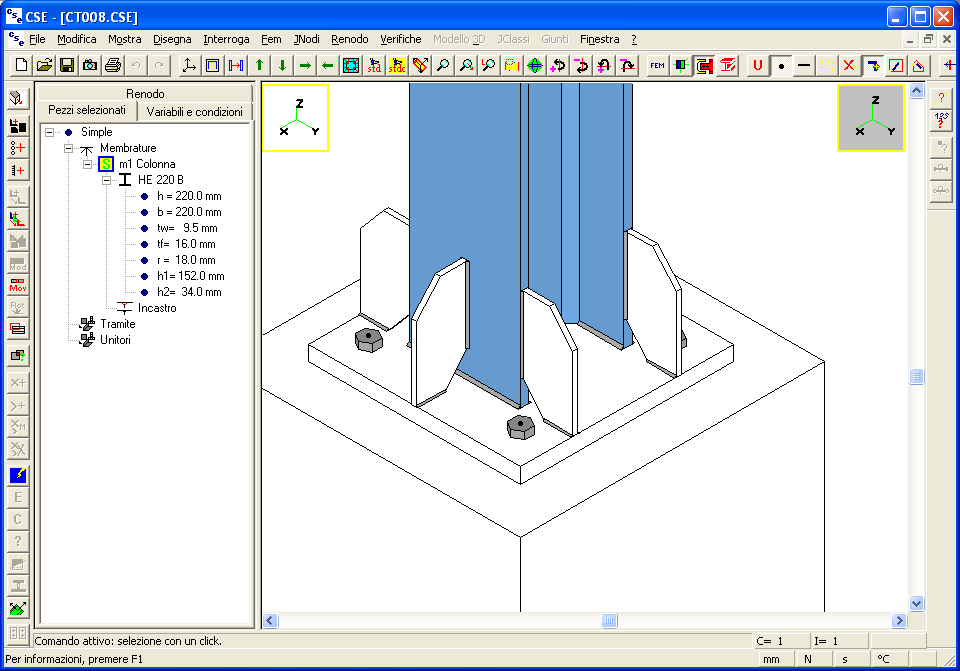 CSE - [CT008.CSE]
File Modifica Mostra Disegna Interroga Fem JNodi Renodo Verifiche Modello 3D JClassi Giunti Finestra ?
std stdc FEM U X
Renodo
Pezzi selezionati Variabili e condizioni
Simple
Membrature
S m1 Colonna
HE 220 B
h = 220.0 mm
b = 220.0 mm
tw= 9.5 mm
tf= 16.0 mm
r = 18.0 mm
h1= 152.0 mm
h2= 34.0 mm
Incastro
Tramite
Unitori
Z
X Y
Z
X Y
Mod
Mov
Rot
E
C
?
?
123
?
?
Comando attivo: selezione con un click.
C= 1 I= 1
Per informazioni, premere F1
mm N s °C